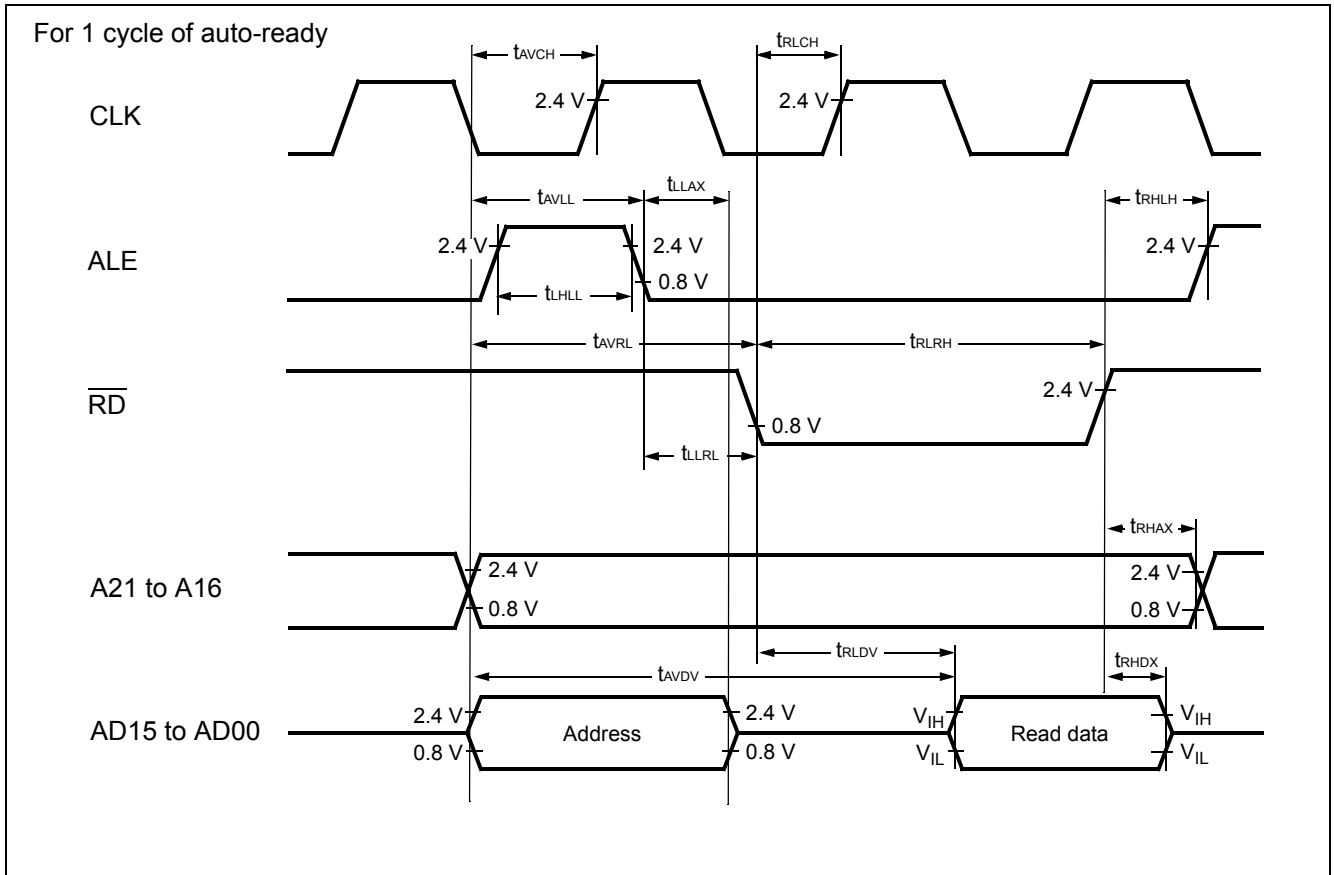 For 1 cycle of auto-ready
tAVCH
tRLCH
2.4 V
2.4 V
CLK
tAVLL
tLLAX
tRHLH
2.4 V
2.4 V
2.4 V
ALE
0.8 V
tLHLL
tAVRL
tRLRH
2.4 V
RD
0.8 V
tLLRL
tRHAX
2.4 V
2.4 V
A21 to A16
0.8 V
0.8 V
tRLDV
tRHDX
tAVDV
2.4 V
2.4 V
VIH
VIH
AD15 to AD00
Address
Read data
0.8 V
0.8 V
VIL
VIL